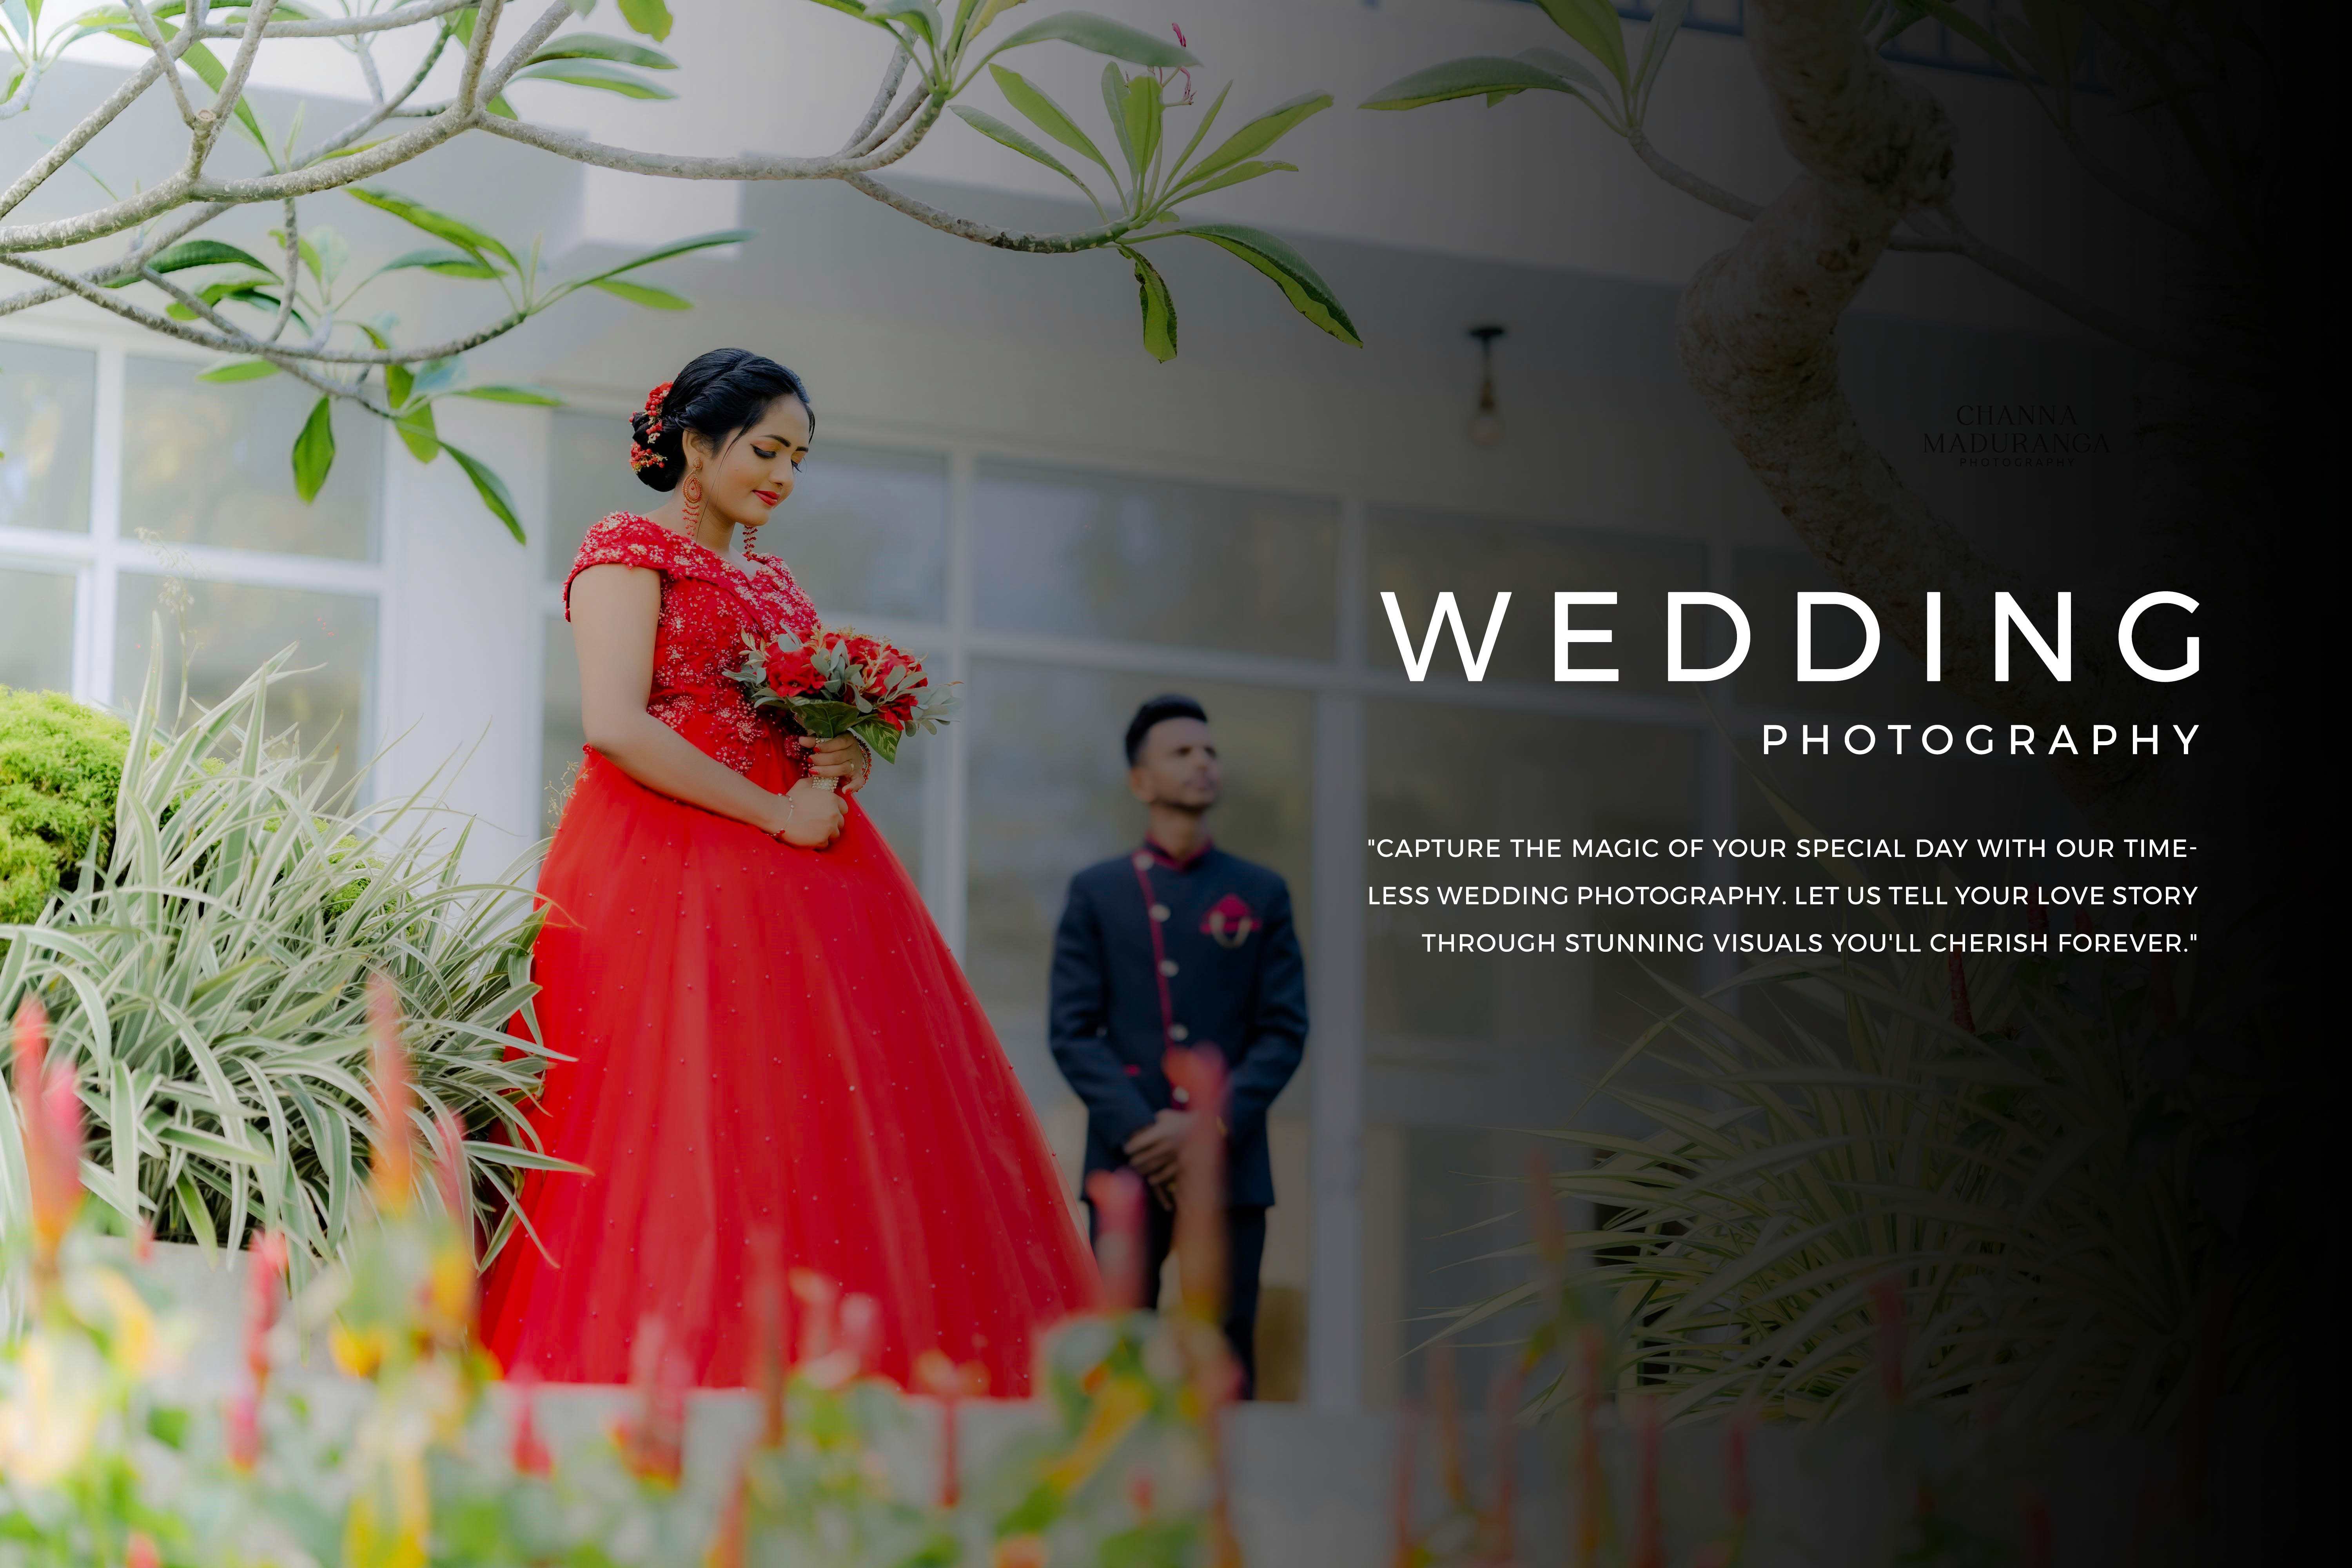 CHANNA
MADURANGA
PHOTOGRAPHY
WEDDING
PHOTOGRAPHY
"CAPTURE THE MAGIC OF YOUR SPECIAL DAY WITH OUR TIME-
LESS WEDDING PHOTOGRAPHY. LET US TELL YOUR LOVE STORY
THROUGH STUNNING VISUALS YOU'LL CHERISH FOREVER."